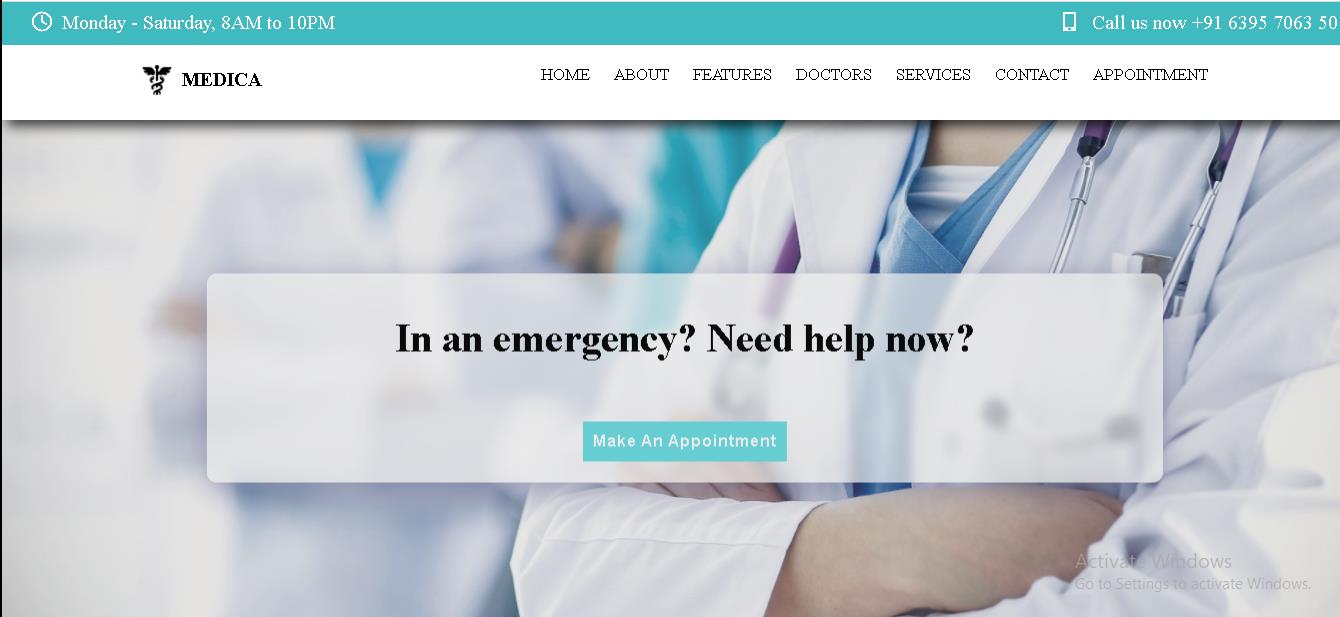 Monday - Saturday, 8AM to 10PM
Call us now +91 6395 7063 50
MEDICA
HOME ABOUT FEATURES DOCTORS SERVICES CONTACT APPOINTMENT
In an emergency? Need help now?
Make An Appointment
Activate Windows
Go to Settings to activate Windows.